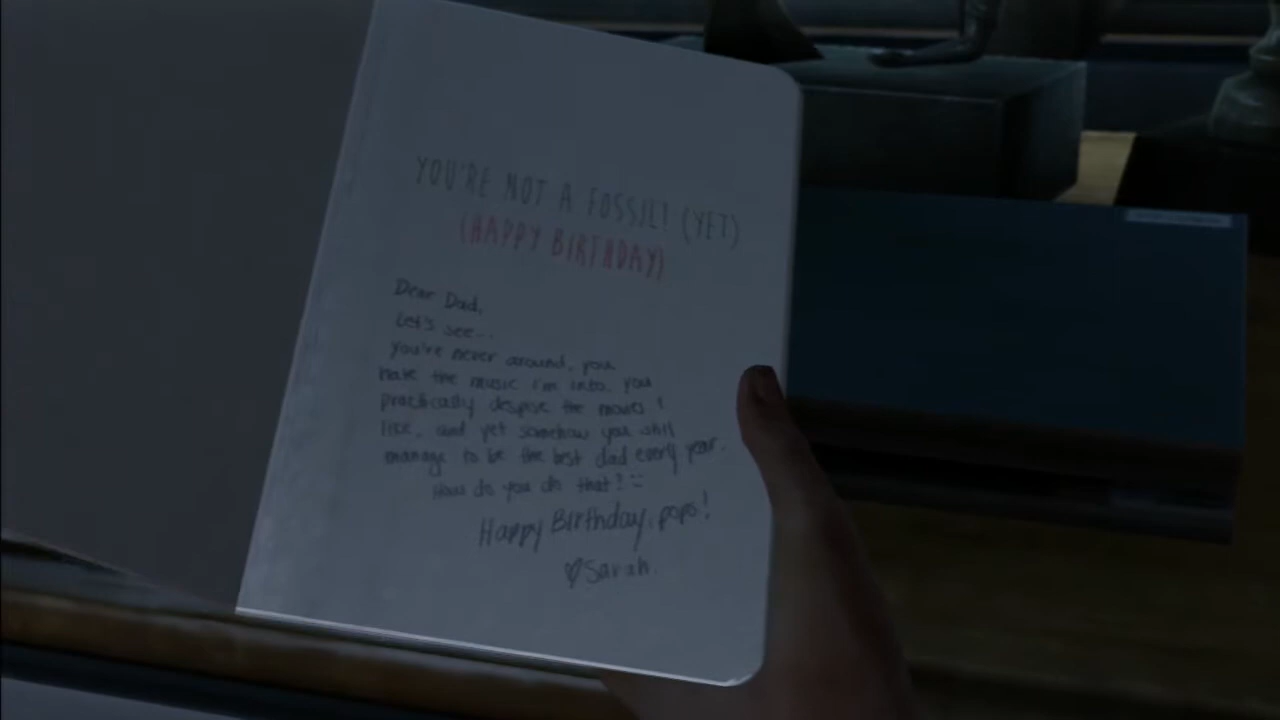 YOU'RE NOT A FOSSIL! (YET)
(HAPPY BIRTHDAY)
Dear Dad,
Let's see...
you're never around, you
hate the music i'm into, you
practically despise the movies i
like, and yet somehow you still
manage to be the best dad every year.
How do you do that? :)
Happy Birthday, pops!
♡Sarah.